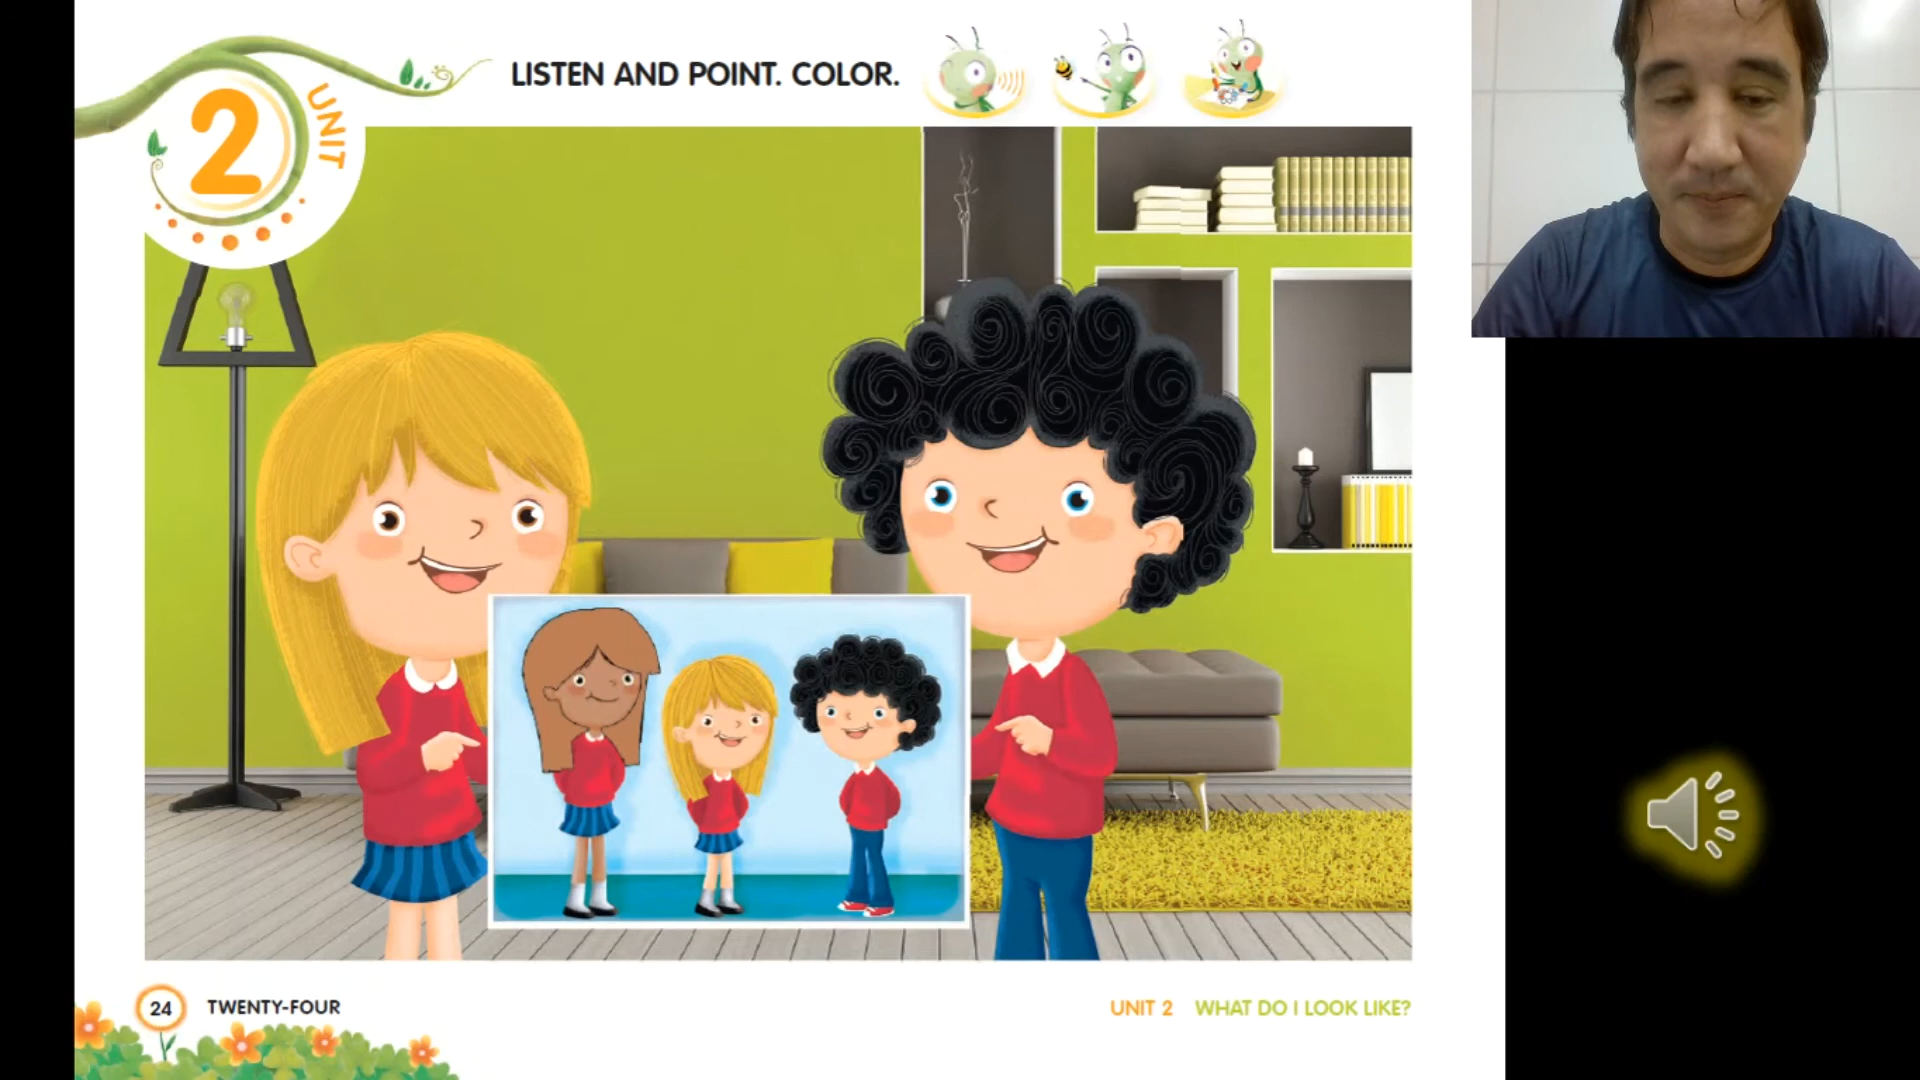 2
UNIT
LISTEN AND POINT. COLOR.
24 TWENTY-FOUR
UNIT 2 WHAT DO I LOOK LIKE?